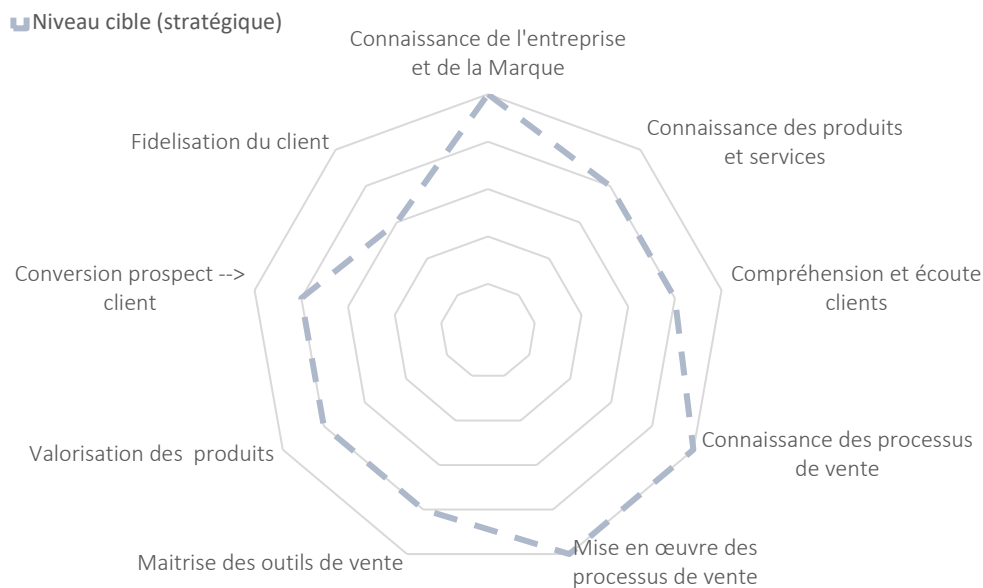 Niveau cible (stratégique)
Connaissance de l'entreprise
et de la Marque
Connaissance des produits
et services
Compréhension et écoute
clients
Connaissance des processus
de vente
Mise en œuvre des
processus de vente
Maitrise des outils de vente
Valorisation des produits
Conversion prospect -->
client
Fidelisation du client